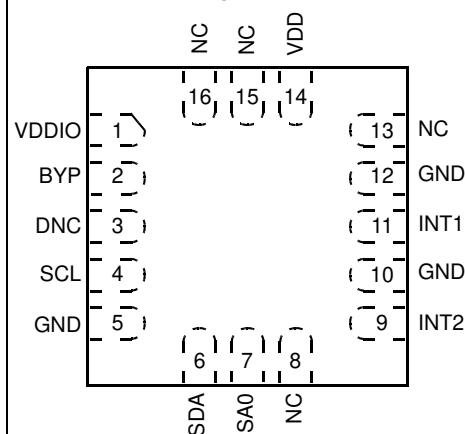 NC NC VDD
16 15 14
VDDIO 1 13 NC
BYP 2 12 GND
DNC 3 11 INT1
SCL 4 10 GND
GND 5 9 INT2
6 7 8
SDA SA0 NC